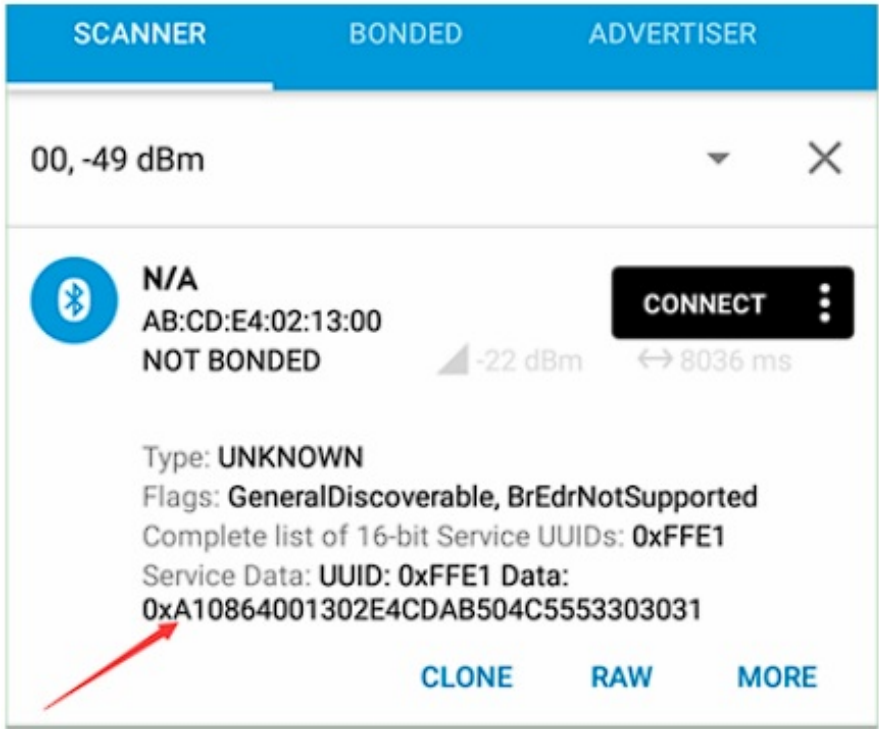 SCANNER BONDED ADVERTISER
00, -49 dBm
N/A
CONNECT
AB:CD:E4:02:13:00
NOT BONDED -22 dBm 8036 ms
Type: UNKNOWN
Flags: GeneralDiscoverable, BrEdrNotSupported
Complete list of 16-bit Service UUIDs: 0xFFE1
Service Data: UUID: 0xFFE1 Data:
0xA10864001302E4CDAB504C5553303031
CLONE RAW MORE